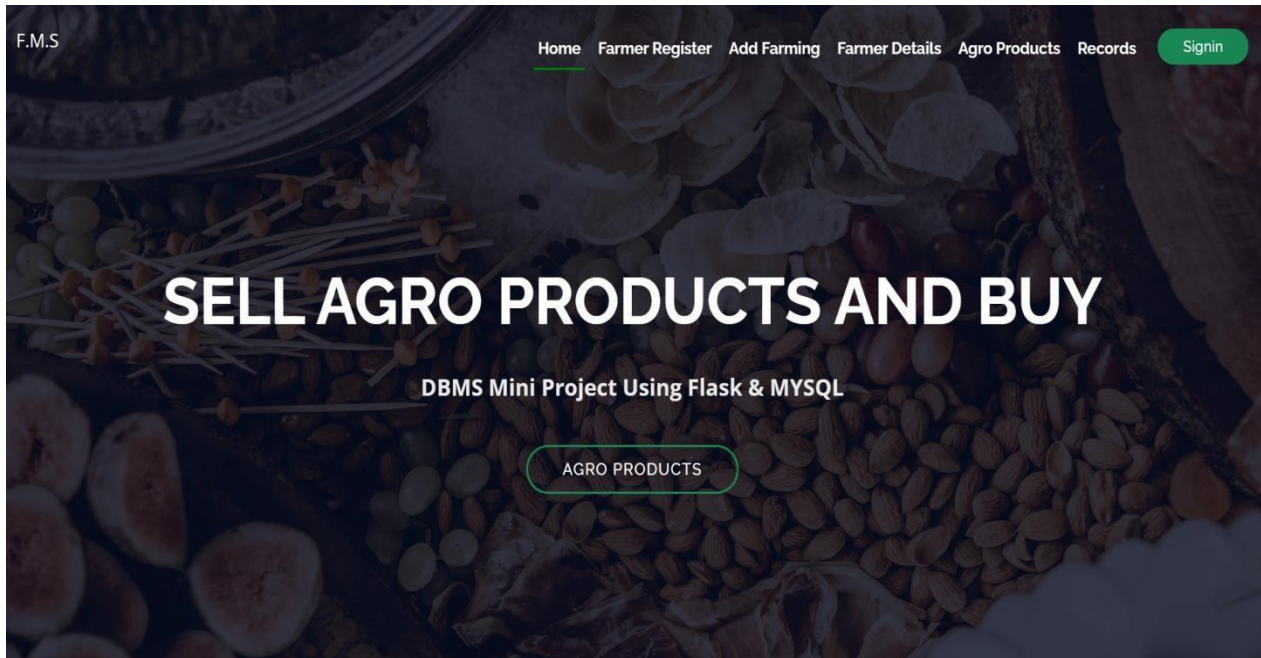 F.M.S
Home Farmer Register Add Farming Farmer Details Agro Products Records Signin
SELL AGRO PRODUCTS AND BUY
DBMS Mini Project Using Flask & MYSQL
AGRO PRODUCTS